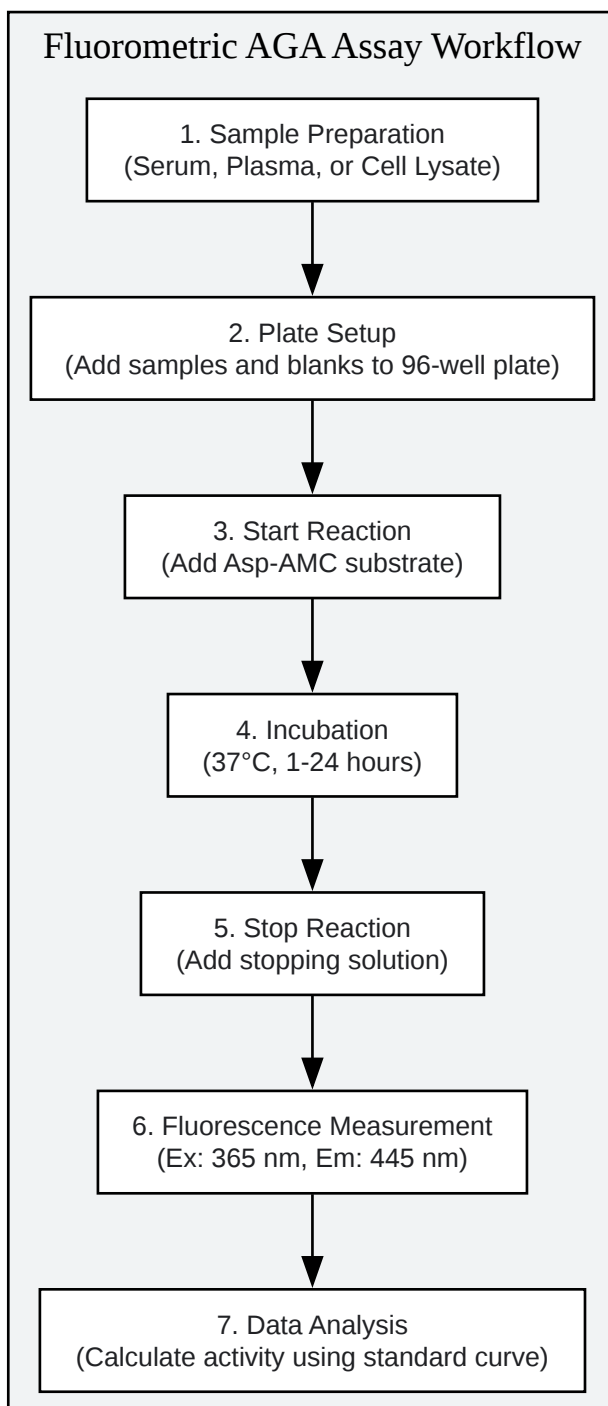 Fluorometric AGA Assay Workflow
1. Sample Preparation
(Serum, Plasma, or Cell Lysate)
2. Plate Setup
(Add samples and blanks to 96-well plate)
3. Start Reaction
(Add Asp-AMC substrate)
4. Incubation
(37°C, 1-24 hours)
5. Stop Reaction
(Add stopping solution)
6. Fluorescence Measurement
(Ex: 365 nm, Em: 445 nm)
7. Data Analysis
(Calculate activity using standard curve)